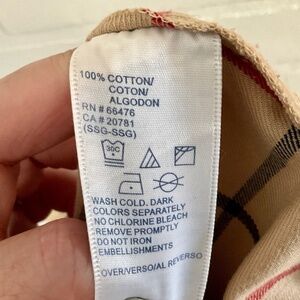 100% COTTON/
COTON/
ALGODON
RN # 66476
CA # 20781
(SSG-SSG)
30C
WASH COLD. DARK
COLORS SEPARATELY
NO CHLORINE BLEACH
REMOVE PROMPTLY
DO NOT IRON
EMBELLISHMENTS
OVER/VERSO/AL REVERSO